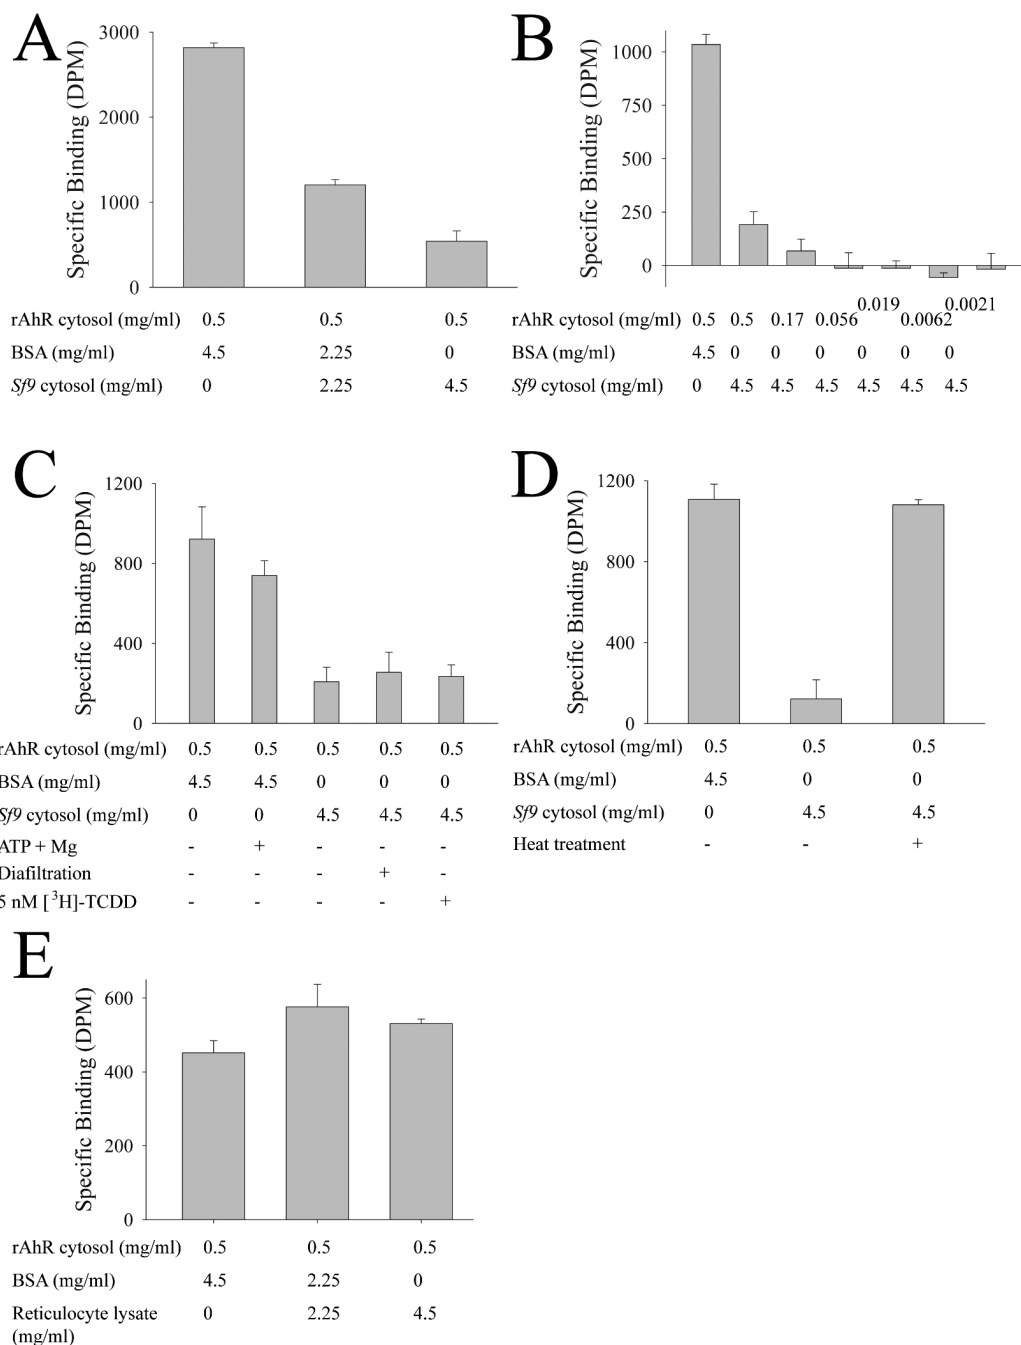 A
Specific Binding (DPM)
3000
2000
1000
0
rAhR cytosol (mg/ml) 0.5 0.5 0.5
BSA (mg/ml) 4.5 2.25 0
Sf9 cytosol (mg/ml) 0 2.25 4.5
B
Specific Binding (DPM)
1000
750
500
250
0
0.019 0.0021
rAhR cytosol (mg/ml) 0.5 0.5 0.17 0.056 0.0062
BSA (mg/ml) 4.5 0 0 0 0 0 0
Sf9 cytosol (mg/ml) 0 4.5 4.5 4.5 4.5 4.5 4.5
C
Specific Binding (DPM)
1200
800
400
0
rAhR cytosol (mg/ml) 0.5 0.5 0.5 0.5 0.5
BSA (mg/ml) 4.5 4.5 0 0 0
Sf9 cytosol (mg/ml) 0 0 4.5 4.5 4.5
ATP + Mg - + - - -
Diafiltration - - - + -
5 nM [³H]-TCDD - - - - +
D
Specific Binding (DPM)
1200
800
400
0
rAhR cytosol (mg/ml) 0.5 0.5 0.5
BSA (mg/ml) 4.5 0 0
Sf9 cytosol (mg/ml) 0 4.5 4.5
Heat treatment - - +
E
Specific Binding (DPM)
600
400
200
0
rAhR cytosol (mg/ml) 0.5 0.5 0.5
BSA (mg/ml) 4.5 2.25 0
Reticulocyte lysate 0 2.25 4.5
(mg/ml)